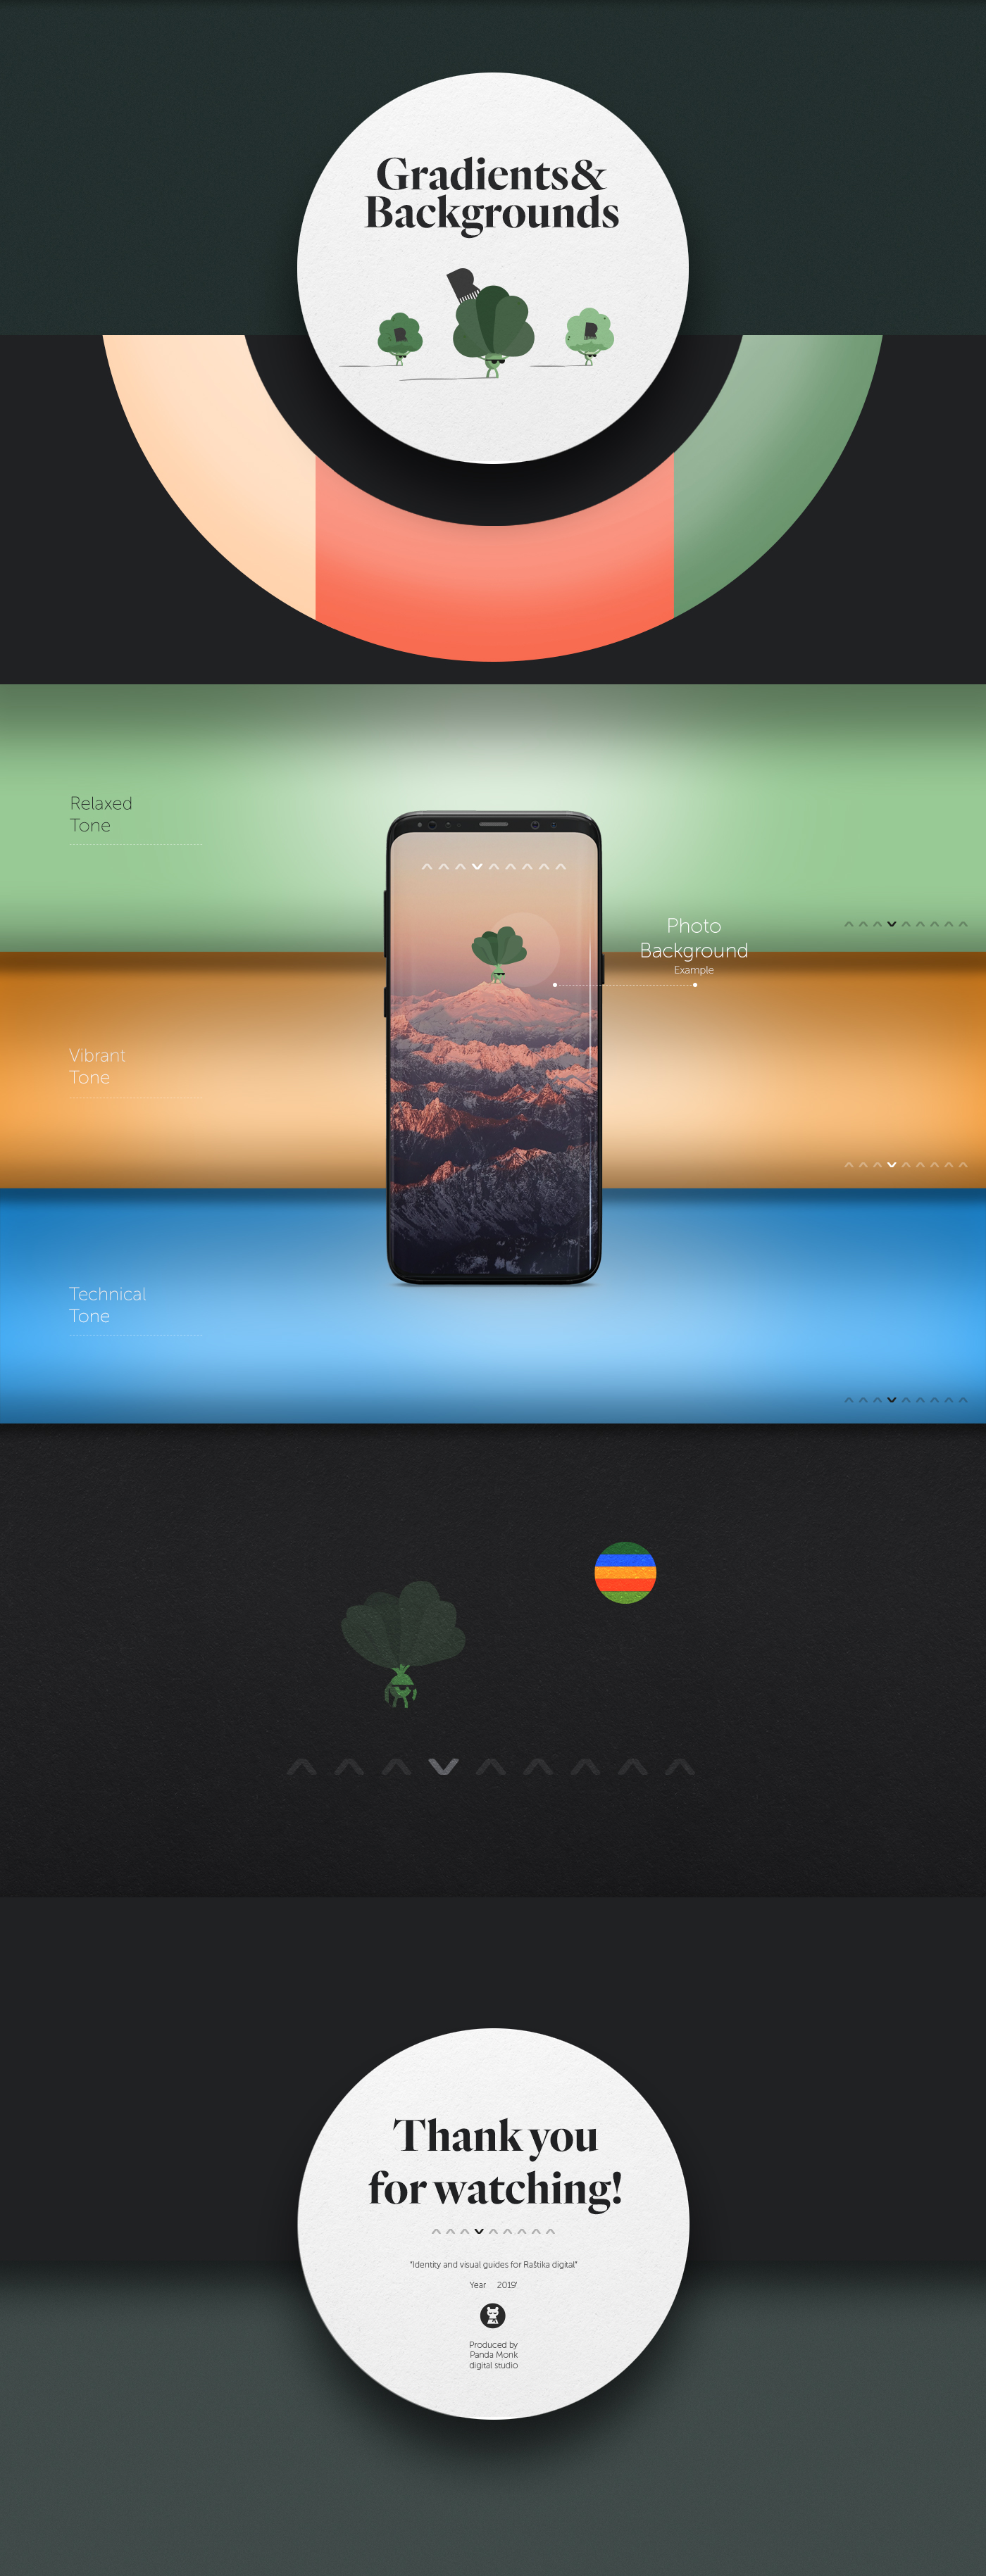 Gradients&
Backgrounds
Relaxed
Tone
Photo
Background
Example
Vibrant
Tone
Technical
Tone
Thank you
for watching!
"Identity and visual guides for Raštika digital"
Year 2019'
Produced by
Panda Monk
digital studio